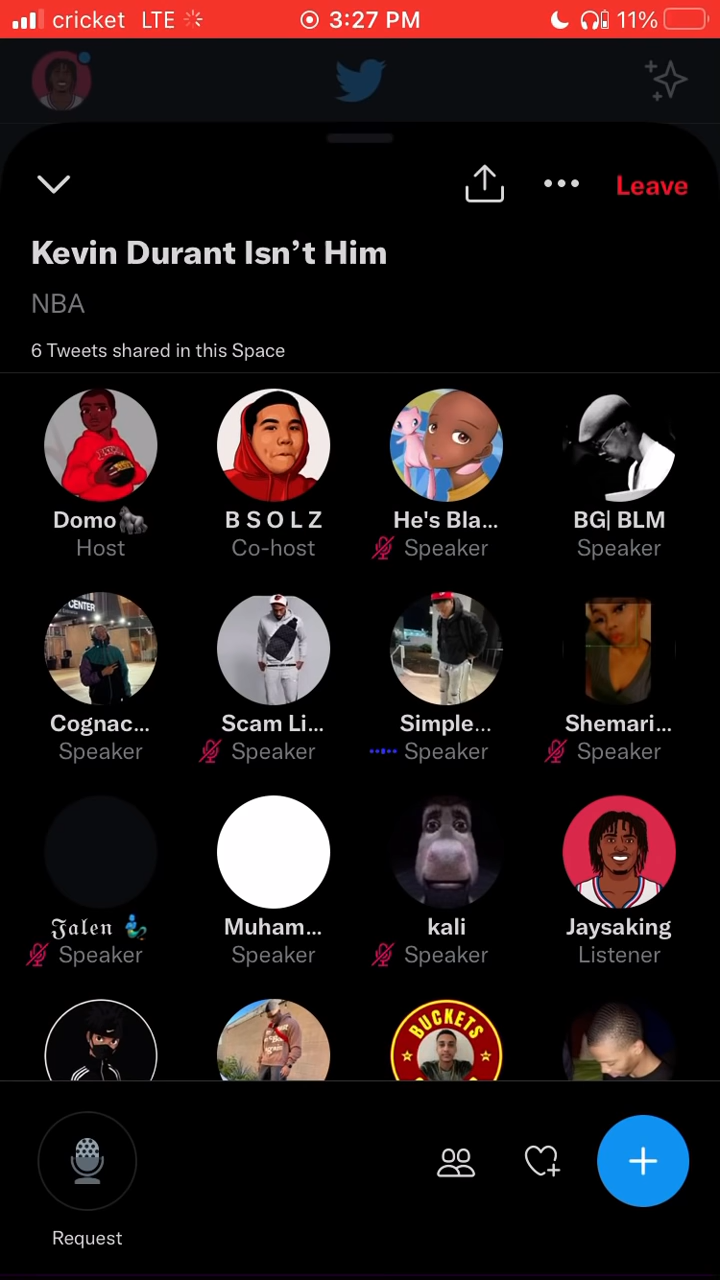 cricket LTE 3:27 PM 11%
Leave
Kevin Durant Isn’t Him
NBA
6 Tweets shared in this Space
Domo🦍 B S O L Z He's Bla... BG| BLM
Host Co-host Speaker Speaker
CENTER
Cognac... Scam Li... Simple... Shemari...
Speaker Speaker Speaker Speaker
𝕵𝖆𝖑𝖊𝖓 🧞‍♂️ Muham... kali Jaysaking
Speaker Speaker Speaker Listener
BUCKETS
Request